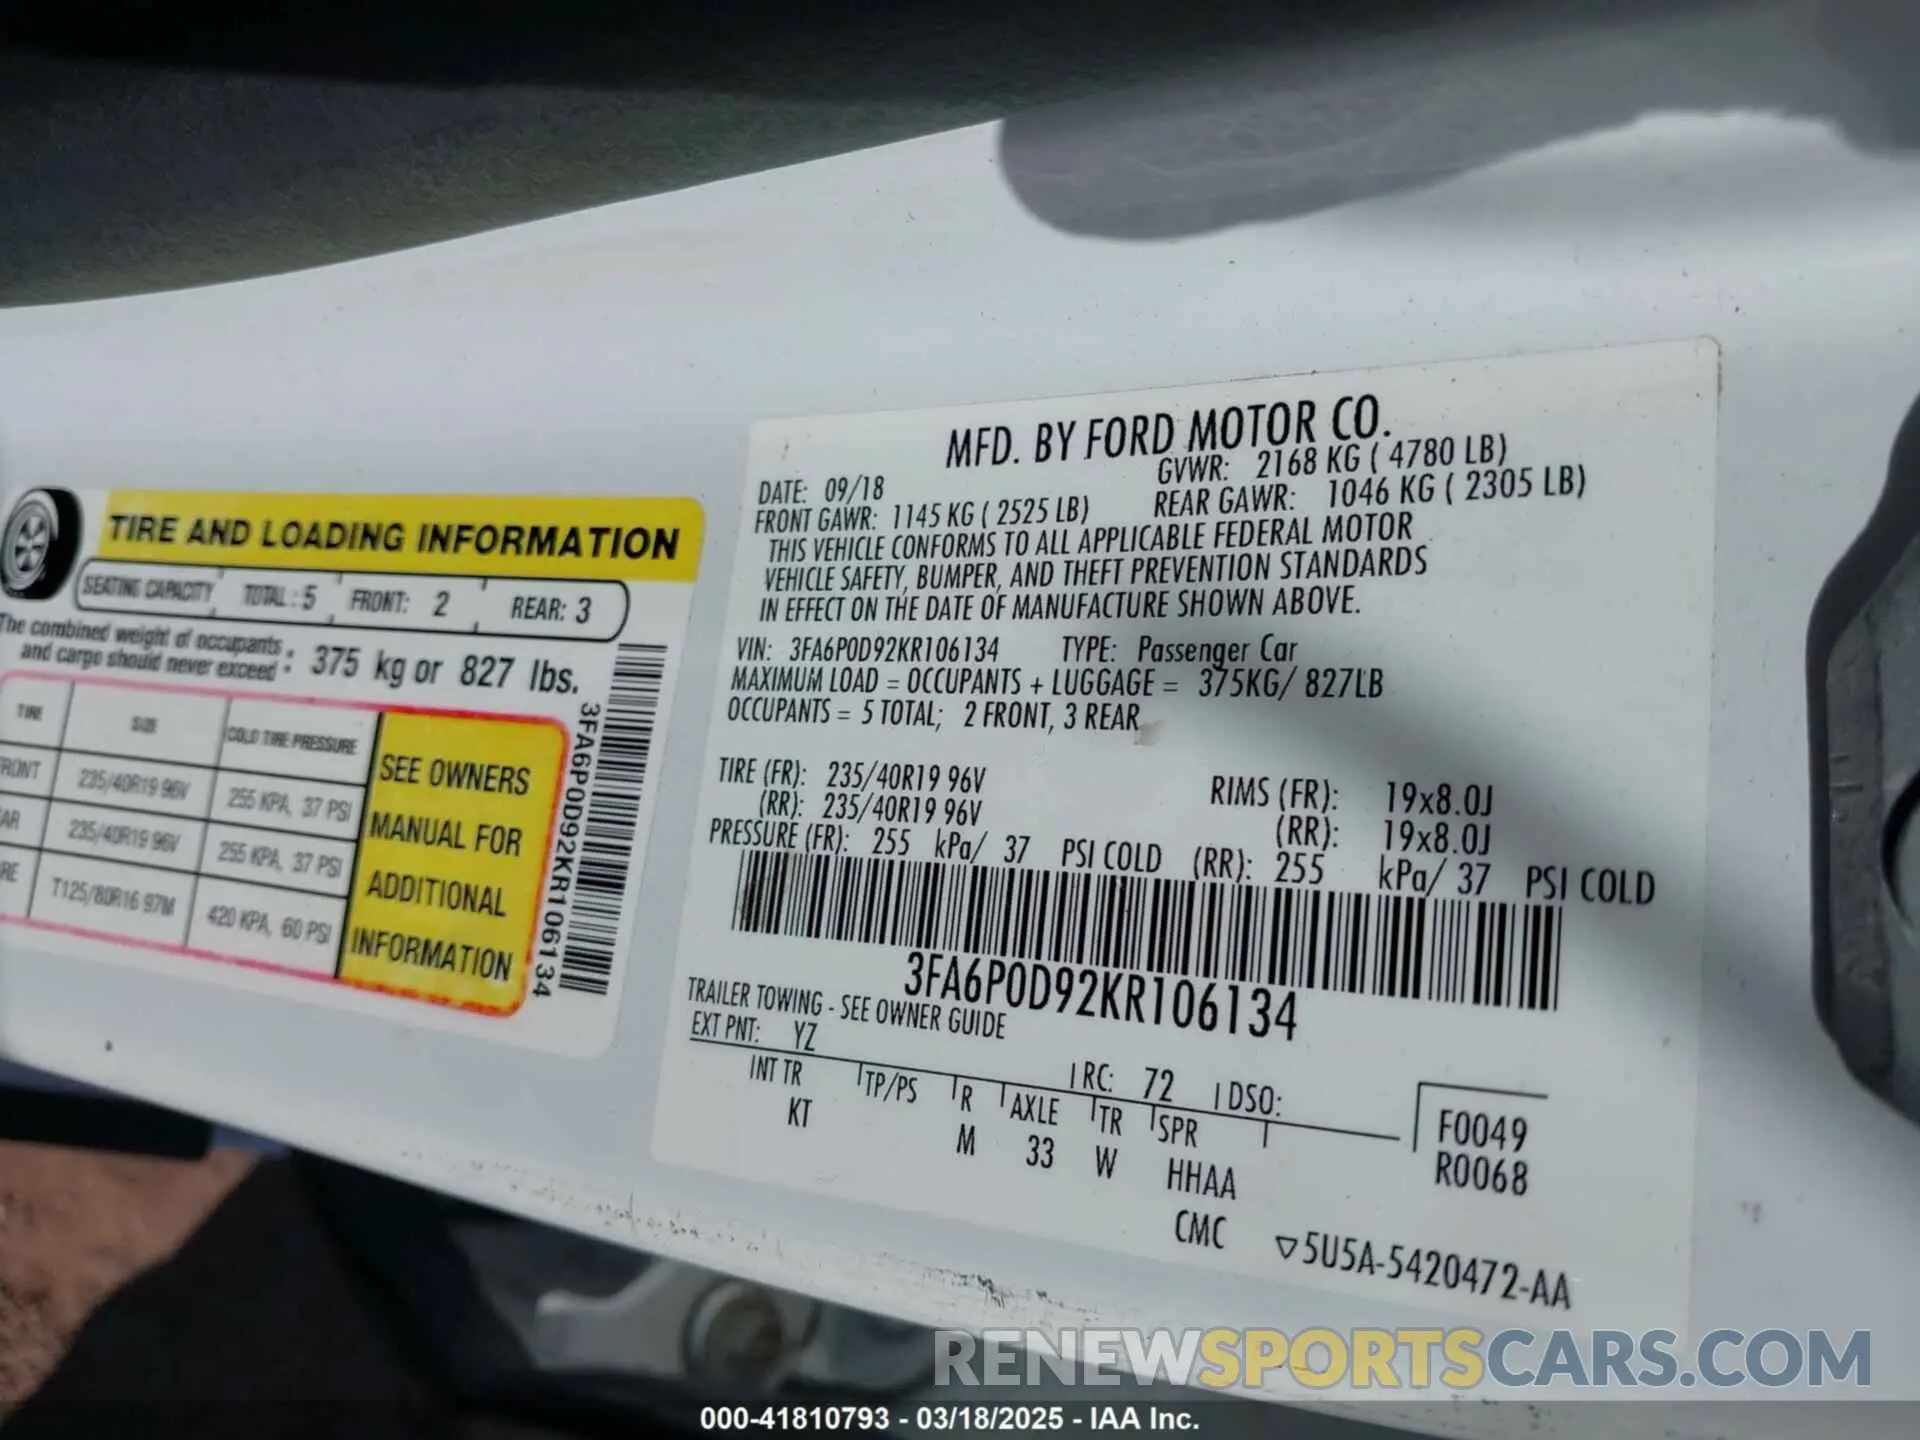 TIRE AND LOADING INFORMATION
SEATING CAPACITY TOTAL: 5 FRONT: 2 REAR: 3
The combined weight of occupants and cargo should never exceed : 375 kg or 827 lbs.
TIRE SIZE COLD TIRE PRESSURE
RONT 235/40R19 96V 255 KPA, 37 PSI
AR 235/40R19 96V 255 KPA, 37 PSI
RE T125/80R16 97M 420 KPA, 60 PSI
SEE OWNERS
MANUAL FOR
ADDITIONAL
INFORMATION
3FA6P0D92KR106134
MFD. BY FORD MOTOR CO.
DATE: 09/18 GVWR: 2168 KG ( 4780 LB)
FRONT GAWR: 1145 KG ( 2525 LB) REAR GAWR: 1046 KG ( 2305 LB)
THIS VEHICLE CONFORMS TO ALL APPLICABLE FEDERAL MOTOR
VEHICLE SAFETY, BUMPER, AND THEFT PREVENTION STANDARDS
IN EFFECT ON THE DATE OF MANUFACTURE SHOWN ABOVE.
VIN: 3FA6P0D92KR106134 TYPE: Passenger Car
MAXIMUM LOAD = OCCUPANTS + LUGGAGE = 375KG/ 827LB
OCCUPANTS = 5 TOTAL; 2 FRONT, 3 REAR
TIRE (FR): 235/40R19 96V RIMS (FR): 19x8.0J
(RR): 235/40R19 96V (RR): 19x8.0J
PRESSURE (FR): 255 kPa/ 37 PSI COLD (RR): 255 kPa/ 37 PSI COLD
3FA6P0D92KR106134
TRAILER TOWING - SEE OWNER GUIDE
EXT PNT: YZ RC: 72 DSO:
INT TR TP/PS R AXLE TR SPR F0049
KT M 33 W HHAA R0068
CMC ▽5U5A-5420472-AA
RENEWSPORTSCARS.COM
000-41810793 - 03/18/2025 - IAA Inc.